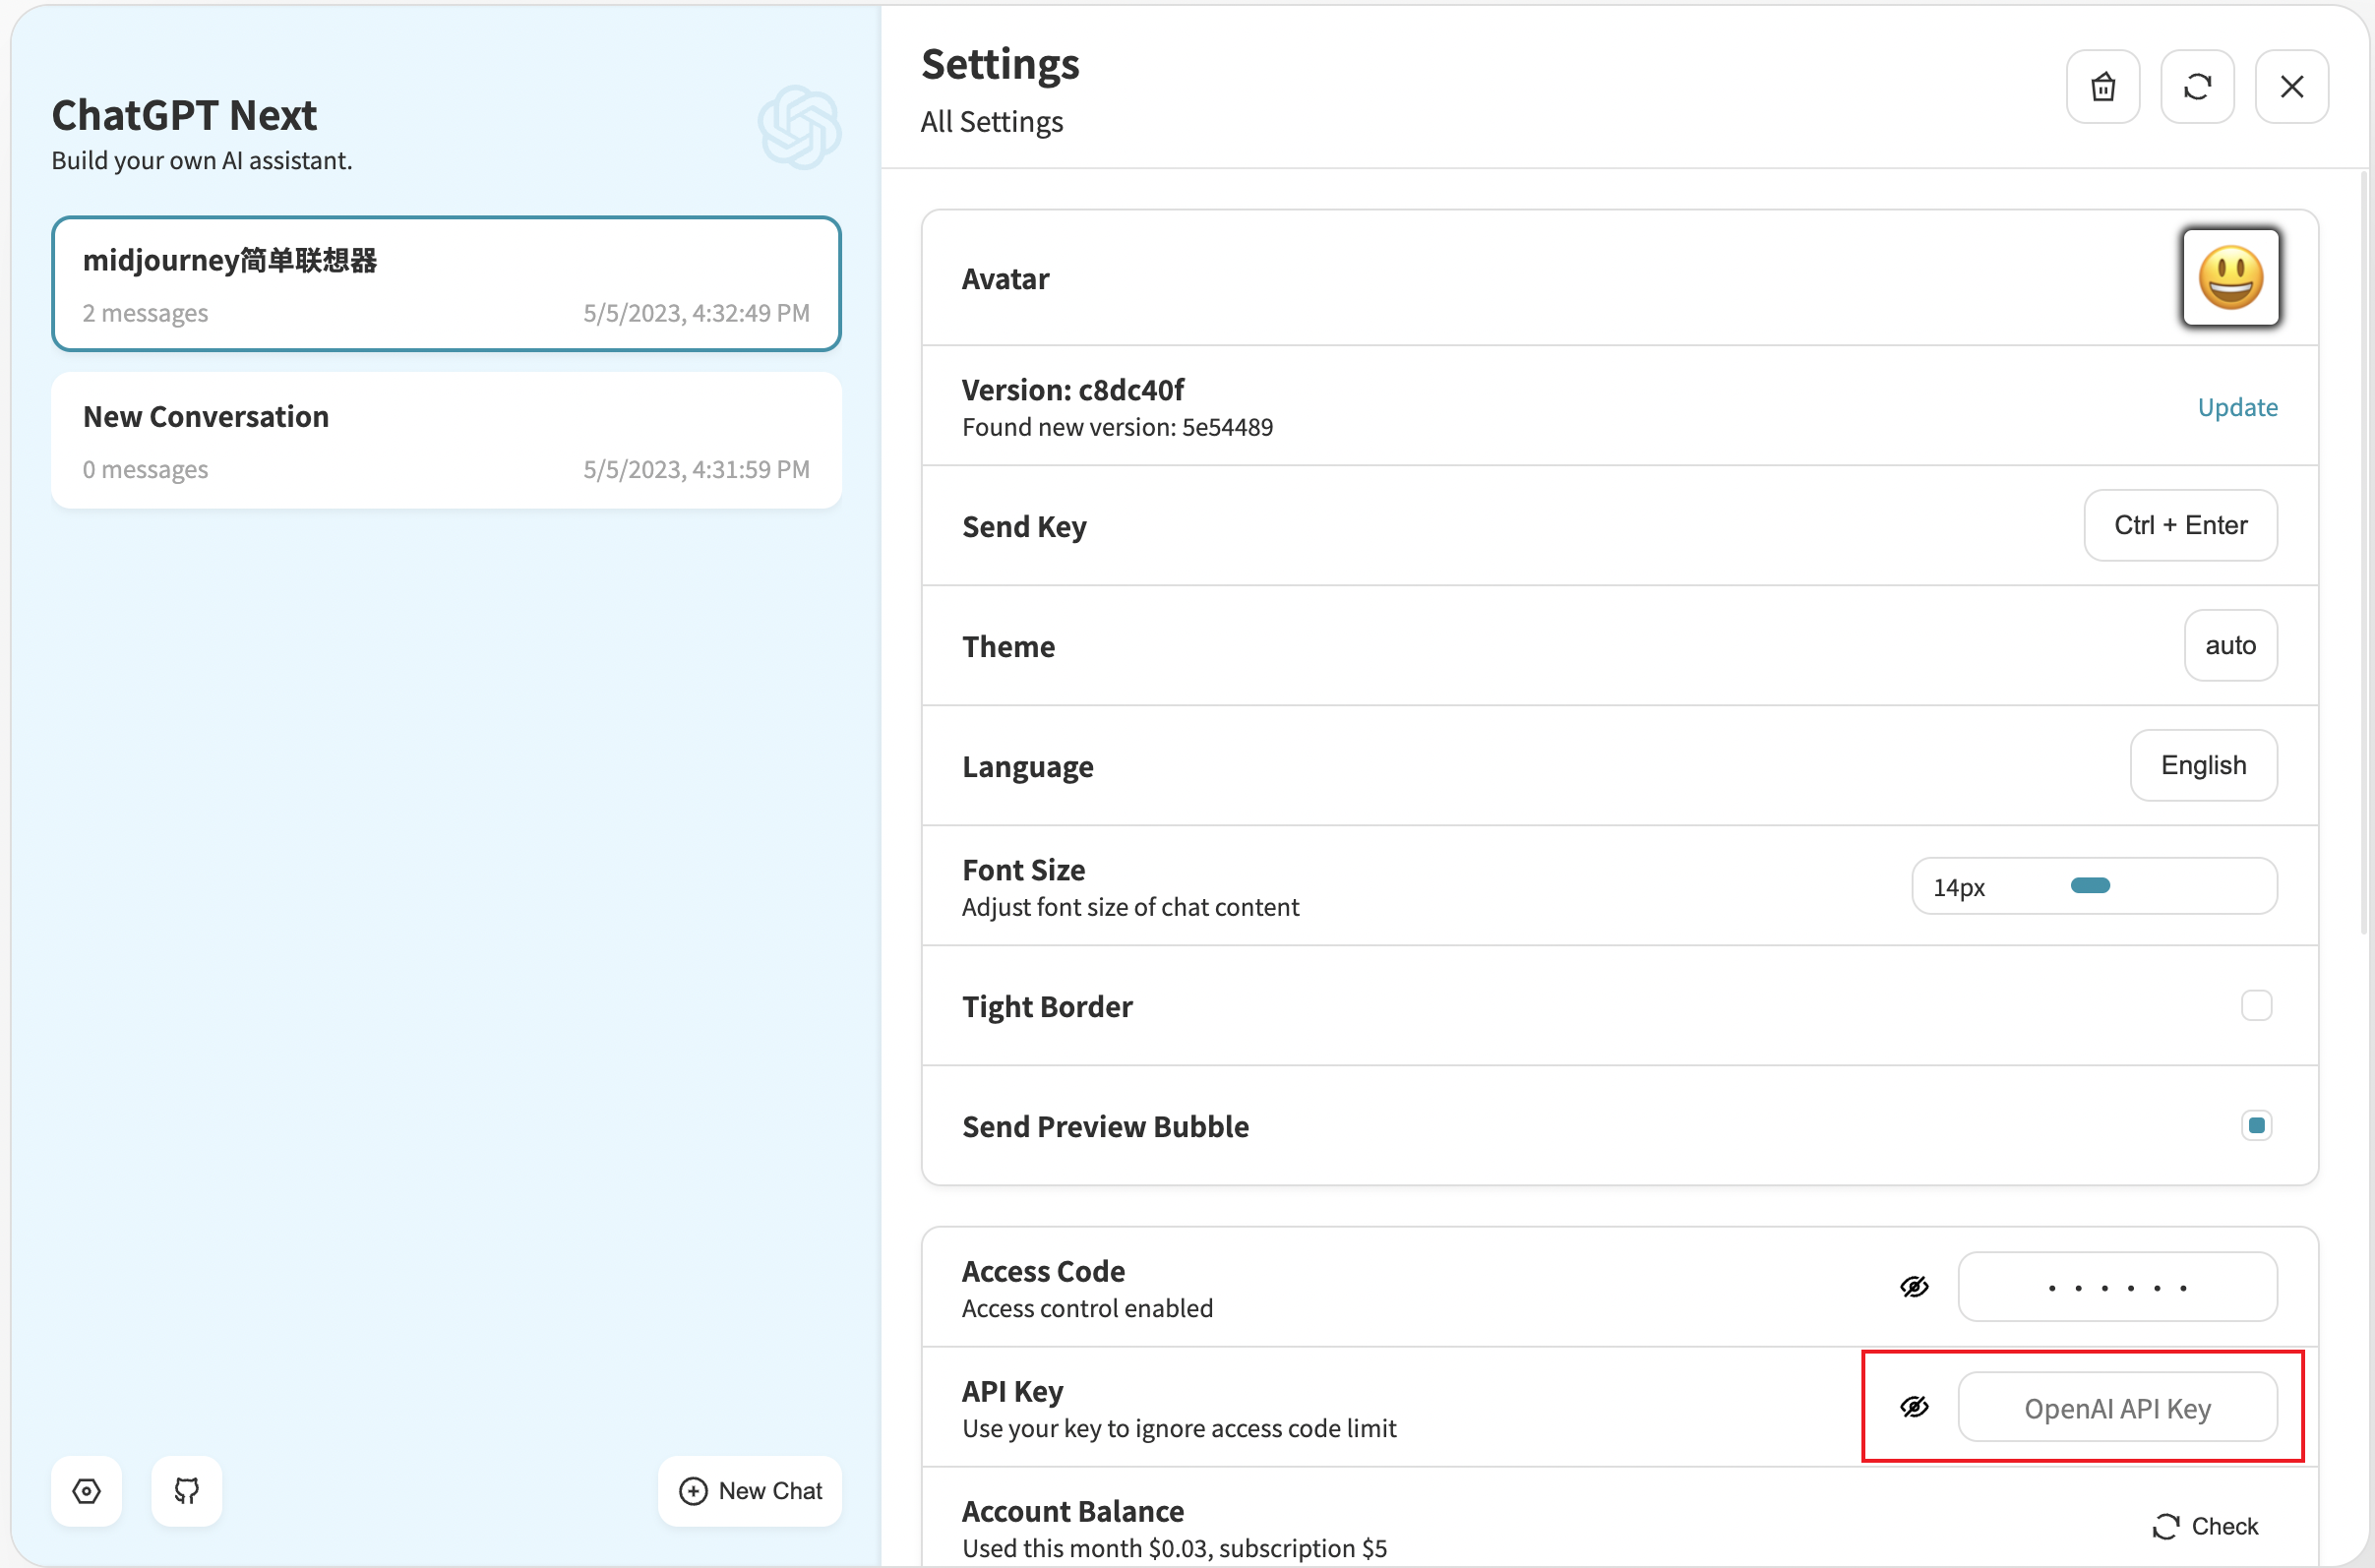 ChatGPT Next
Build your own AI assistant.
midjourney简单联想器
2 messages
5/5/2023, 4:32:49 PM
New Conversation
0 messages
5/5/2023, 4:31:59 PM
New Chat
Settings
All Settings
Avatar
Version: c8dc40f
Found new version: 5e54489
Update
Send Key
Ctrl + Enter
Theme
auto
Language
English
Font Size
Adjust font size of chat content
14px
Tight Border
Send Preview Bubble
Access Code
Access control enabled
API Key
Use your key to ignore access code limit
OpenAI API Key
Account Balance
Used this month $0.03, subscription $5
Check